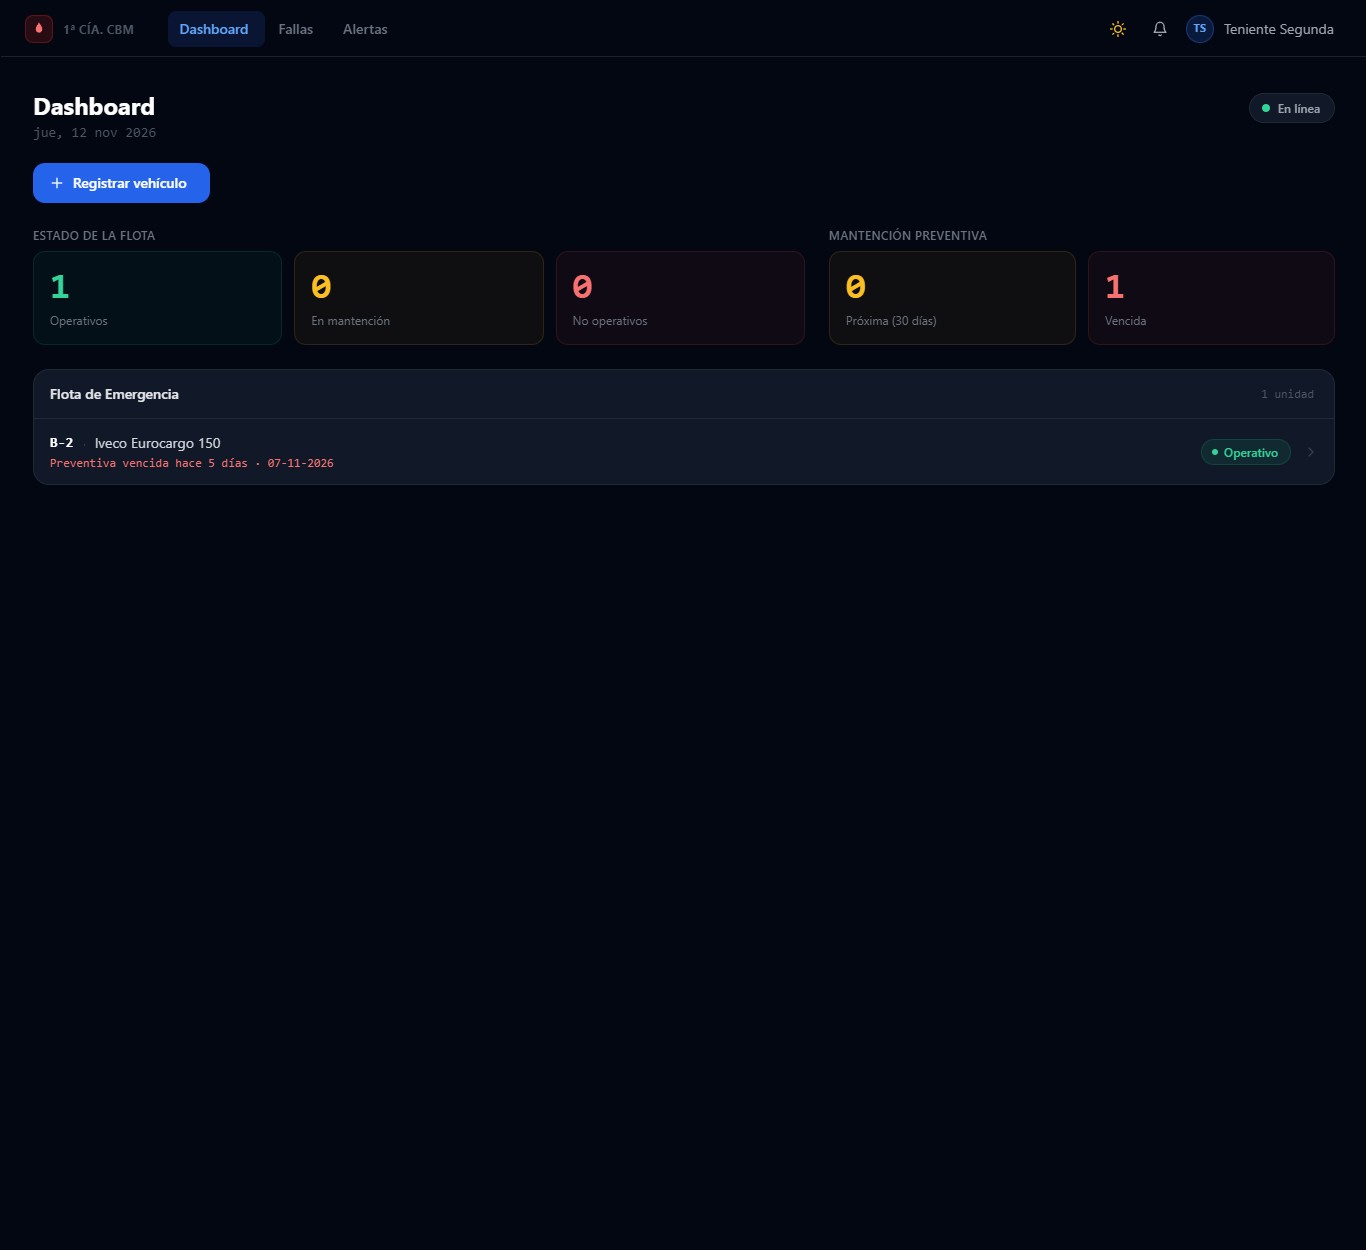 1ª CÍA. CBM Dashboard Fallas Alertas TS Teniente Segunda
Dashboard
En línea
jue, 12 nov 2026
+ Registrar vehículo
ESTADO DE LA FLOTA
MANTENCIÓN PREVENTIVA
1 0 0 0 1
Operativos En mantención No operativos Próxima (30 días) Vencida
Flota de Emergencia 1 unidad
B-2 · Iveco Eurocargo 150
Preventiva vencida hace 5 días · 07-11-2026
Operativo